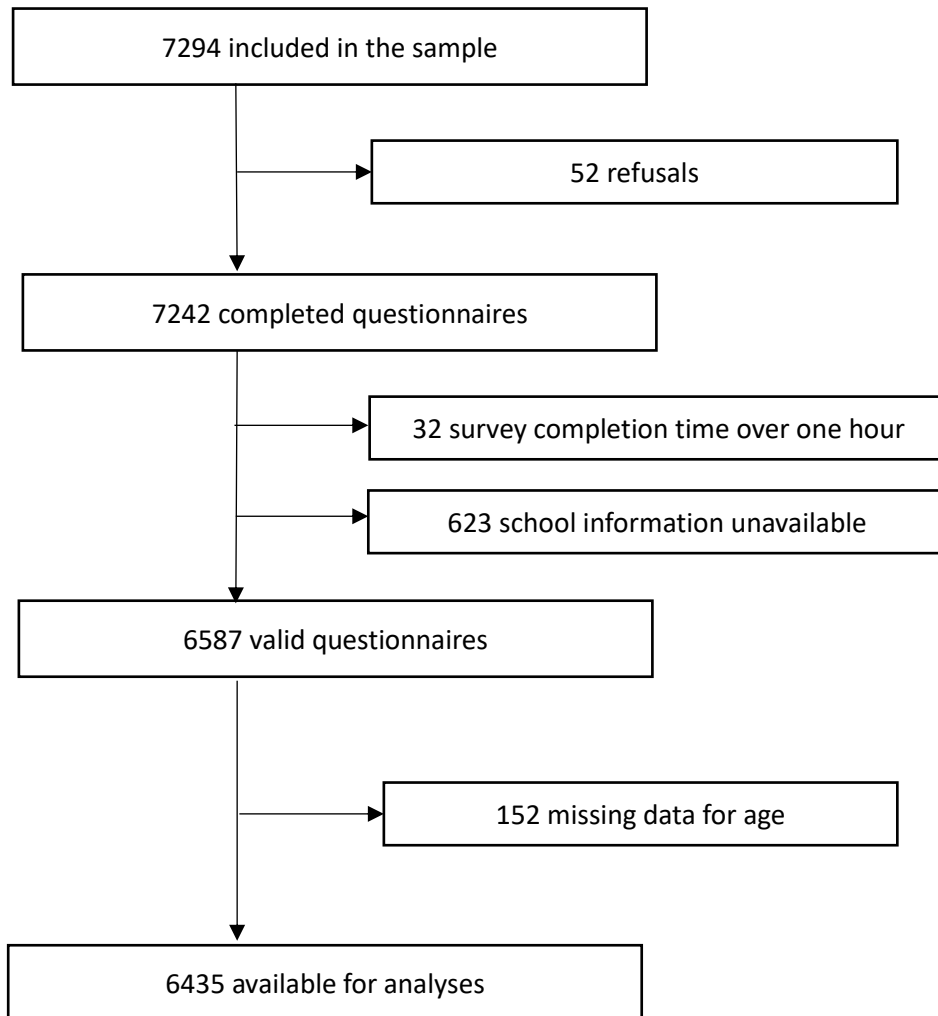 7294 included in the sample
52 refusals
7242 completed questionnaires
32 survey completion time over one hour
623 school information unavailable
6587 valid questionnaires
152 missing data for age
6435 available for analyses